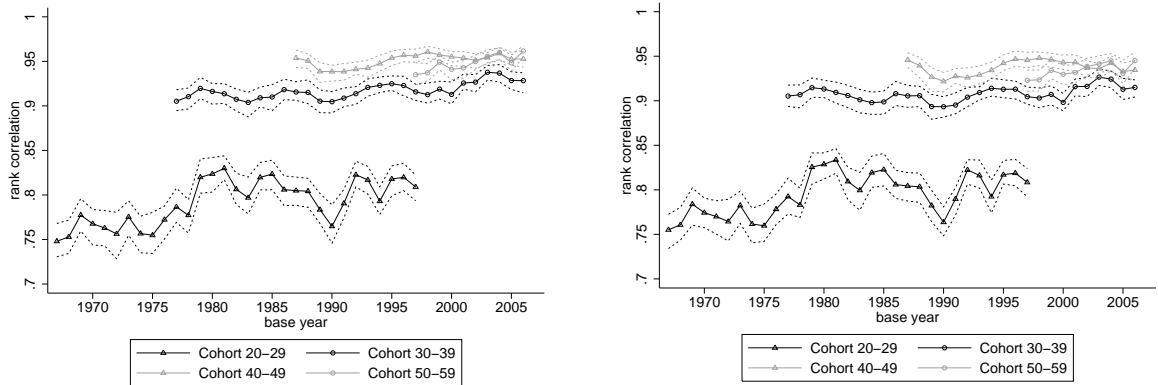 rank correlation
1
.95
.9
.85
.8
.75
.7
1970 1975 1980 1985 1990 1995 2000 2005
base year
Cohort 20−29 Cohort 30−39
Cohort 40−49 Cohort 50−59
rank correlation
1
.95
.9
.85
.8
.75
.7
1970 1975 1980 1985 1990 1995 2000 2005
base year
Cohort 20−29 Cohort 30−39
Cohort 40−49 Cohort 50−59